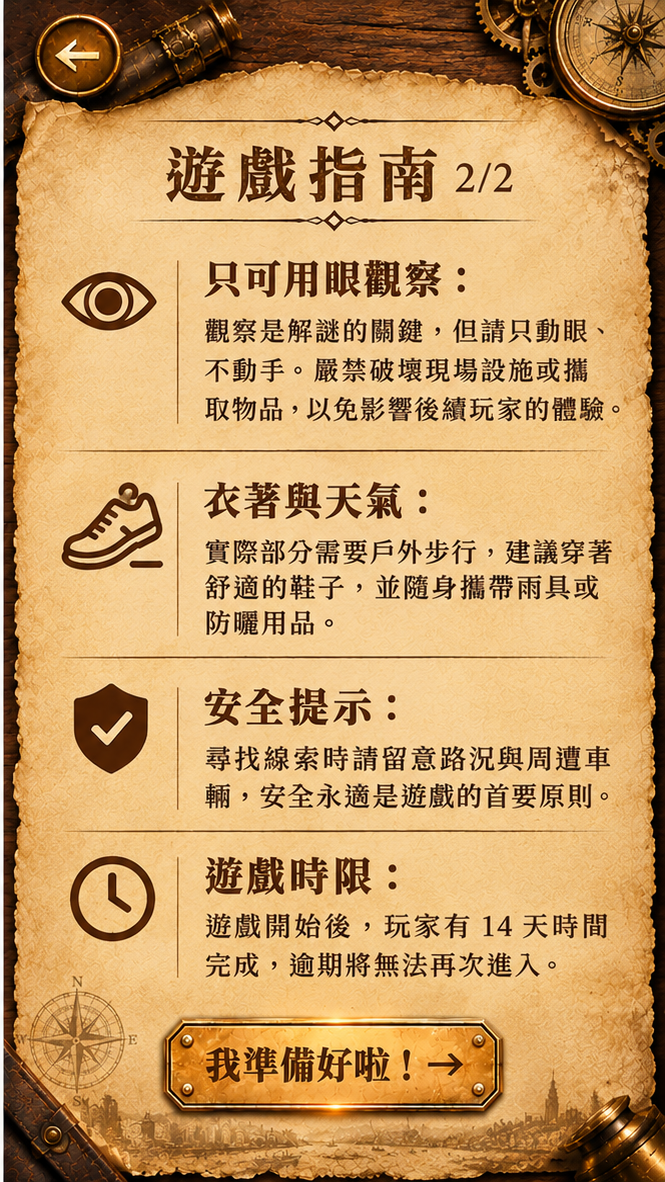 遊戲指南 2/2
只可用眼觀察：
觀察是解謎的關鍵，但請只動眼、
不動手。嚴禁破壞現場設施或攜
取物品，以免影響後續玩家的體驗。
衣著與天氣：
實際部分需要戶外步行，建議穿著
舒適的鞋子，並隨身攜帶雨具或
防曬用品。
安全提示：
尋找線索時請留意路況與周遭車
輛，安全永適是遊戲的首要原則。
遊戲時限：
遊戲開始後，玩家有 14 天時間
完成，逾期將無法再次進入。
我準備好啦！→
N
W
E
S
S